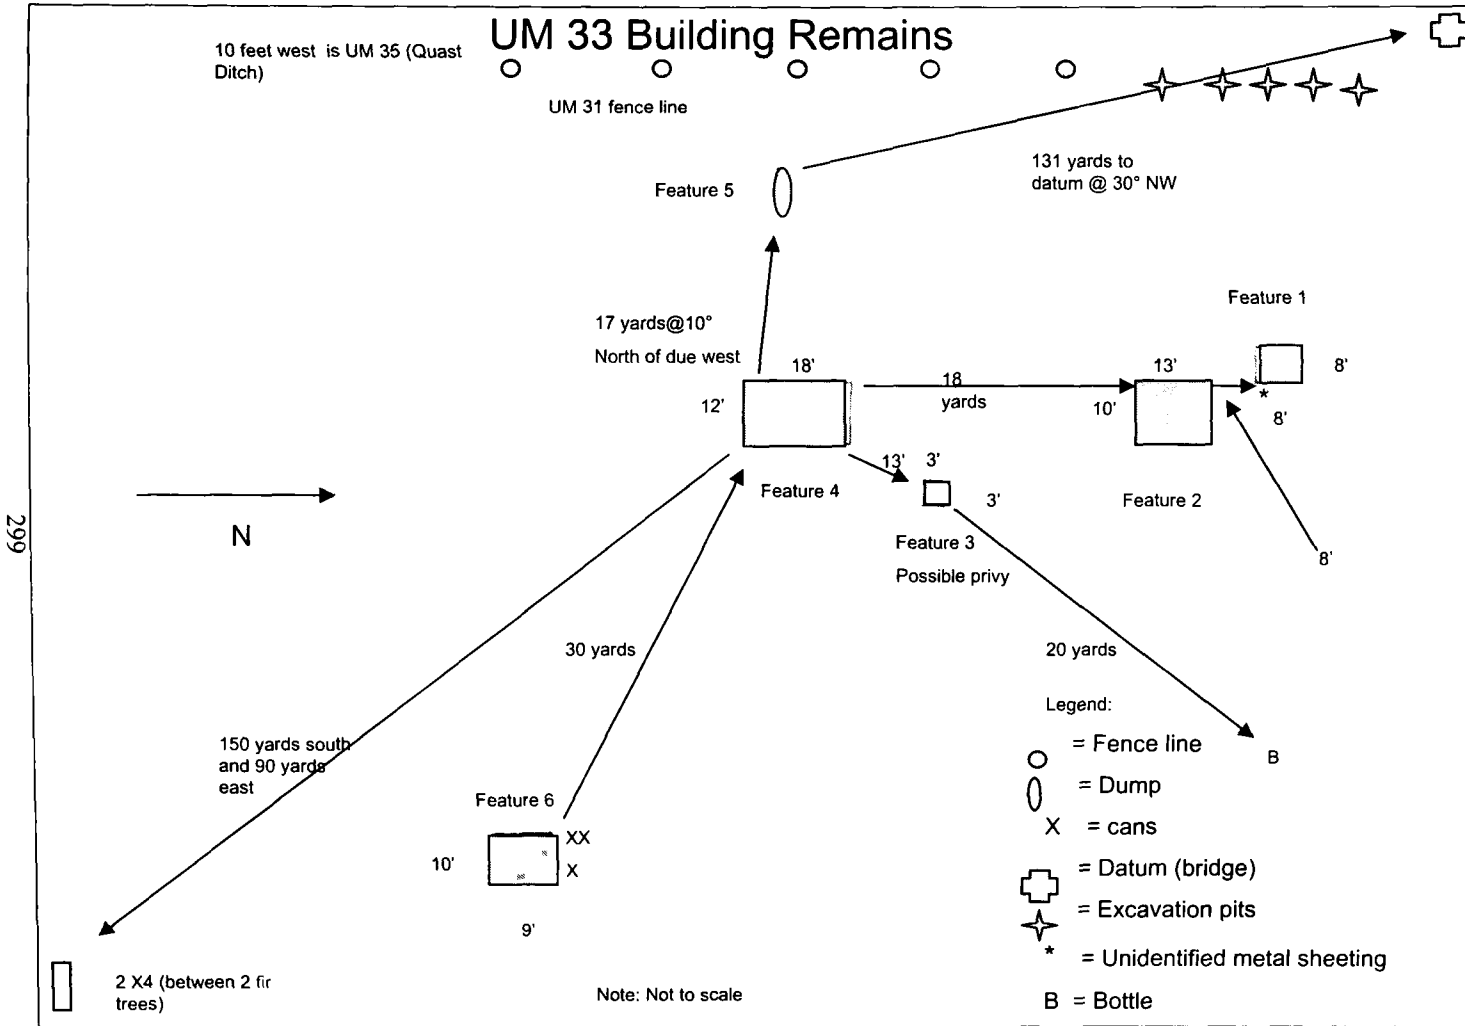 UM 33 Building Remains
10 feet west is UM 35 (Quast
Ditch)
UM 31 fence line
131 yards to
datum @ 30° NW
Feature 5
Feature 1
17 yards@10°
North of due west
18'
12'
18
yards
13'
10'
8'
*
8'
Feature 4
13'
3'
3'
Feature 2
N
299
Feature 3
Possible privy
8'
30 yards
20 yards
150 yards south
and 90 yards
east
B
Feature 6
XX
X
10'
9'
2 X4 (between 2 fir
trees)
Note: Not to scale
Legend:
= Fence line
= Dump
X = cans
= Datum (bridge)
= Excavation pits
* = Unidentified metal sheeting
B = Bottle